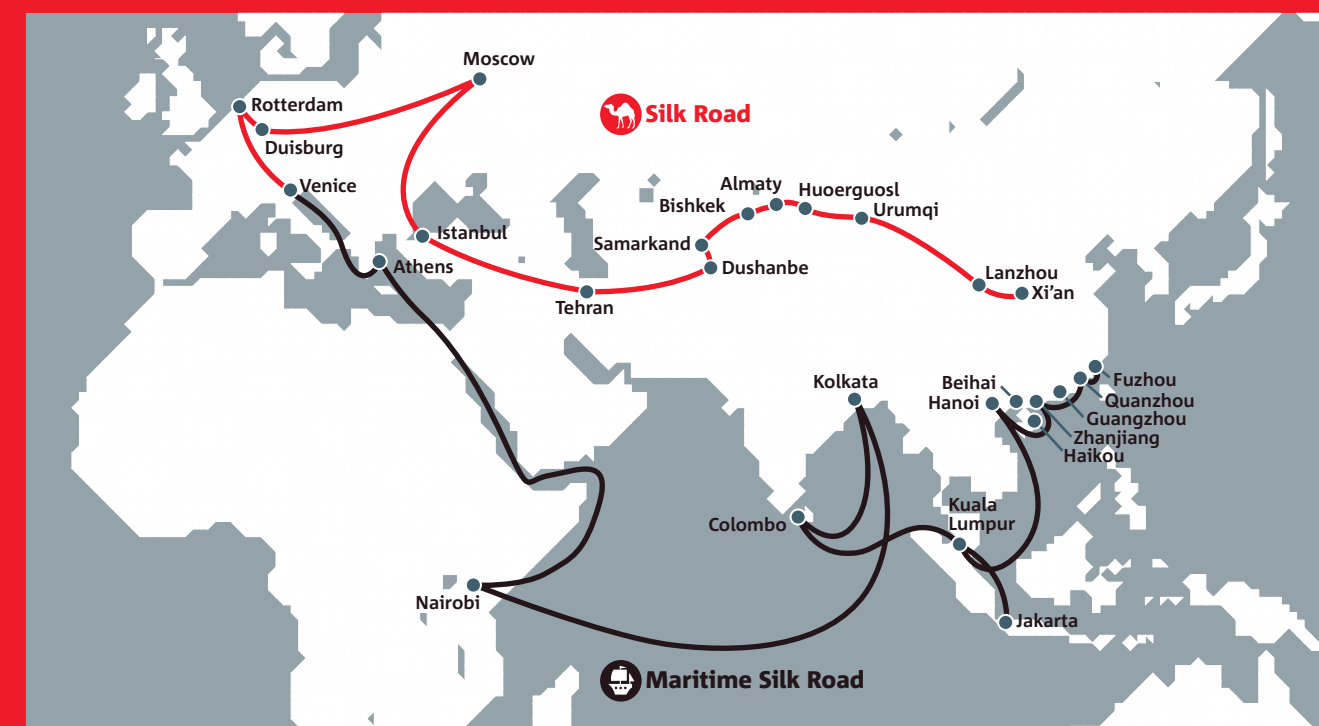 Moscow
Rotterdam
Silk Road
Duisburg
Venice
Almaty
Huoerguosl
Bishkek
Urumqi
Istanbul
Samarkand
Athens
Dushanbe
Lanzhou
Xi’an
Tehran
Kolkata
Beihai
Fuzhou
Hanoi
Quanzhou
Guangzhou
Zhanjiang
Haikou
Kuala
Lumpur
Colombo
Nairobi
Jakarta
Maritime Silk Road